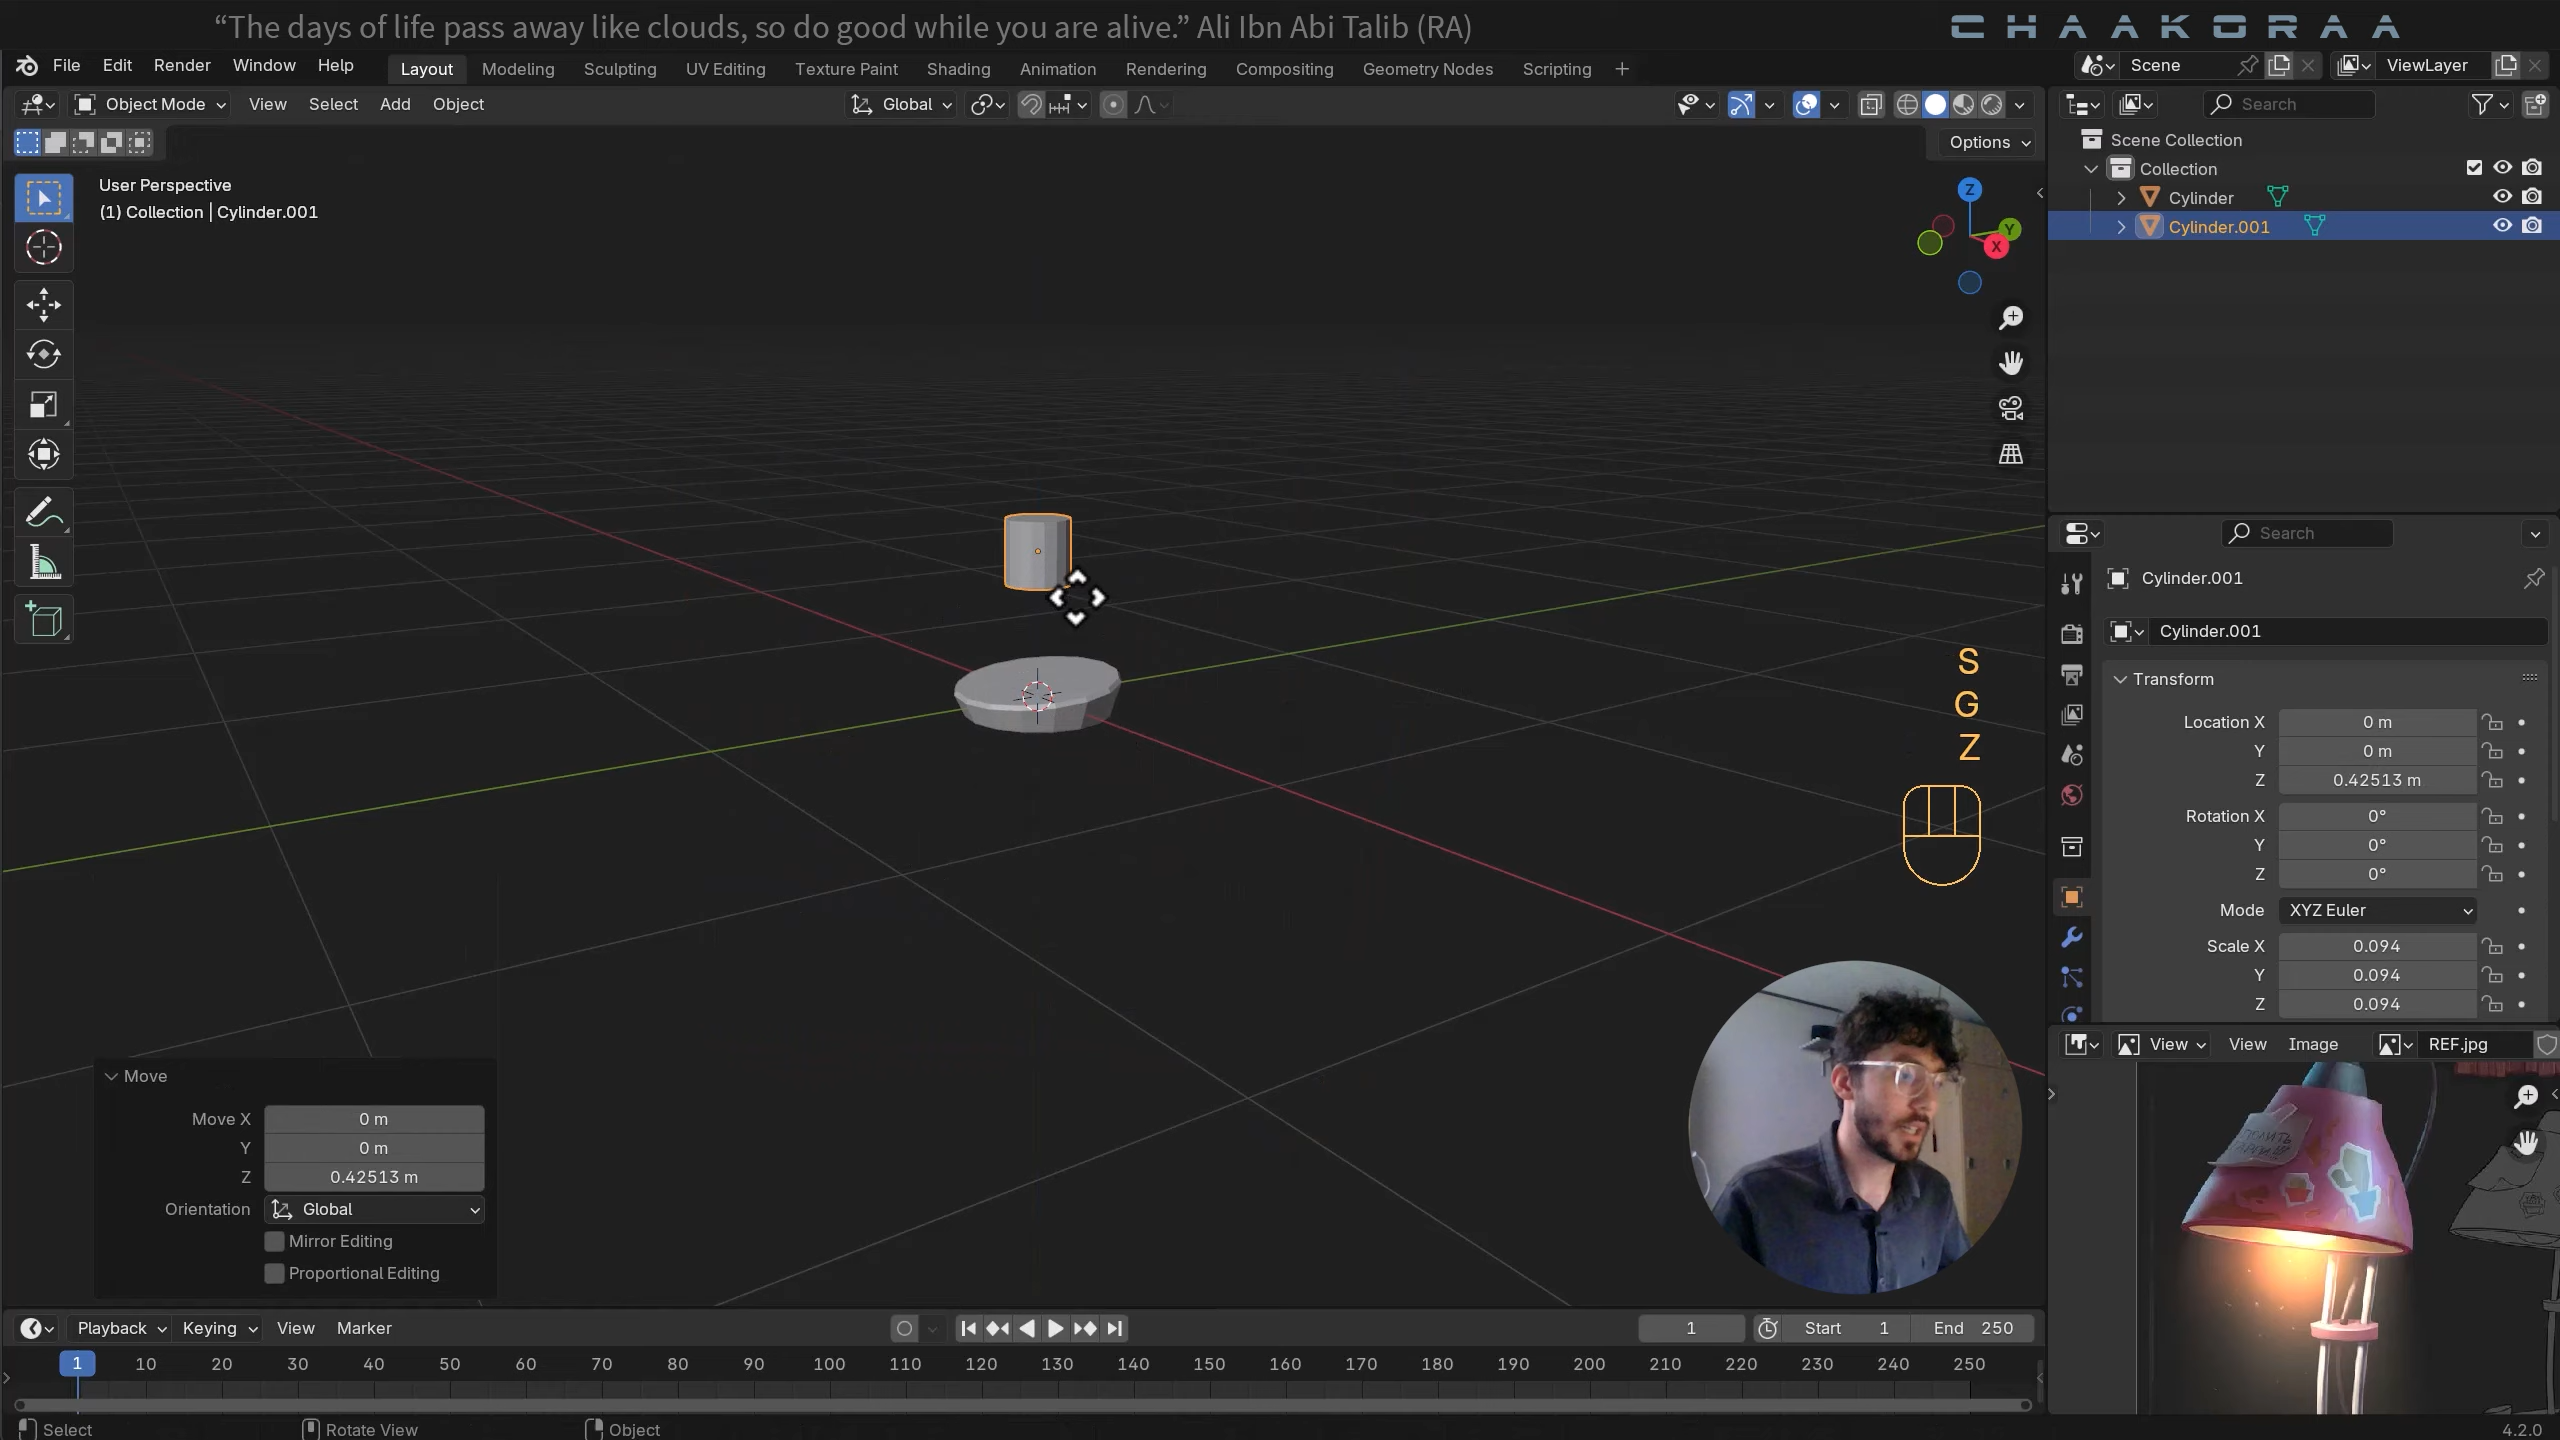 “The days of life pass away like clouds, so do good while you are alive.” Ali Ibn Abi Talib (RA)
CHAAKORAA
File Edit Render Window Help Layout Modeling Sculpting UV Editing Texture Paint Shading Animation Rendering Compositing Geometry Nodes Scripting + Scene ViewLayer
Object Mode View Select Add Object Global Search
Options
User Perspective
(1) Collection | Cylinder.001
Z
Y
X
Scene Collection
Collection
Cylinder
Cylinder.001
Search
Cylinder.001
Cylinder.001
Transform
Location X 0 m
Y 0 m
Z 0.42513 m
Rotation X 0°
Y 0°
Z 0°
Mode XYZ Euler
Scale X 0.094
Y 0.094
Z 0.094
S
G
Z
View View Image REF.jpg
Move
Move X 0 m
Y 0 m
Z 0.42513 m
Orientation Global
Mirror Editing
Proportional Editing
Playback Keying View Marker 1 Start 1 End 250
1 10 20 30 40 50 60 70 80 90 100 110 120 130 140 150 160 170 180 190 200 210 220 230 240 250
Select Rotate View Object 4.2.0